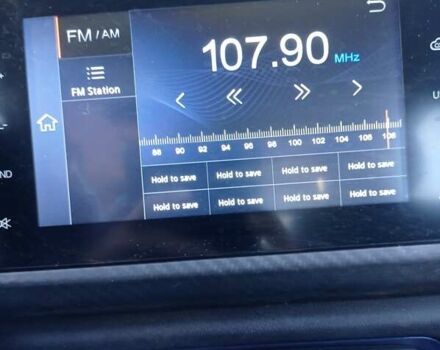 FM / AM
107.90 MHz
FM Station
88 90 92 94 96 98 100 102 104 106 108
Hold to save Hold to save Hold to save Hold to save
Hold to save Hold to save Hold to save Hold to save
ND